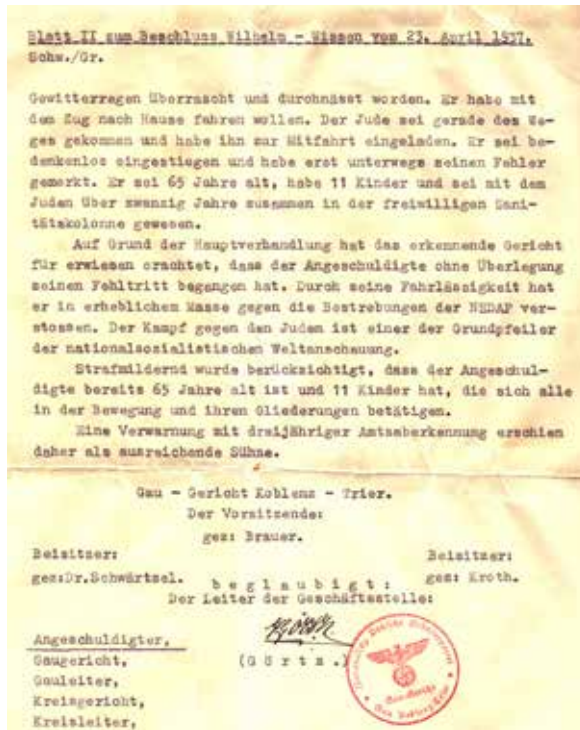 Blatt II zum Beschluss Wilhelm - Wissen vom 23. April 1937.
Schw./Gr.
Gewitterregen überrascht und durchnässt worden. Er habe mit
dem Zug nach Hause fahren wollen. Der Jude sei gerade des We-
ges gekommen und habe ihn zur Mitfahrt eingeladen. Er sei be-
denkenlos eingestiegen und habe erst unterwegs seinen Fehler
gemerkt. Er sei 65 Jahre alt, habe 11 Kinder und sei mit dem
Juden über zwanzig Jahre zusammen in der freiwilligen Sani-
tätskolonne gewesen.
Auf Grund der Hauptverhandlung hat das erkennende Gericht
für erwiesen erachtet, dass der Angeschuldigte ohne Überlegung
seinen Fehltritt begangen hat. Durch seine Fahrlässigkeit hat
er in erheblichem Masse gegen die Bestrebungen der NSDAP ver-
stossen. Der Kampf gegen den Juden ist einer der Grundpfeiler
der nationalsozialistischen Weltanschauung.
Strafmildernd wurde berücksichtigt, dass der Angeschul-
digte bereits 65 Jahre alt ist und 11 Kinder hat, die sich alle
in der Bewegung und ihren Gliederungen betätigen.
Eine Verwarnung mit dreijähriger Amtsaberkennung erschien
daher als ausreichende Sühne.
Gau - Gericht Koblenz - Trier.
Der Vorsitzende:
gez: Brauer.
Beisitzer: Beisitzer:
gez:Dr.Schwärtzel. gez: Kroth.
beglaubigt:
Der Leiter der Geschäftsstelle:
Angeschuldigter,
Gaugericht, (Görtz.)
Gauleiter,
Kreisgericht,
Kreisleiter,